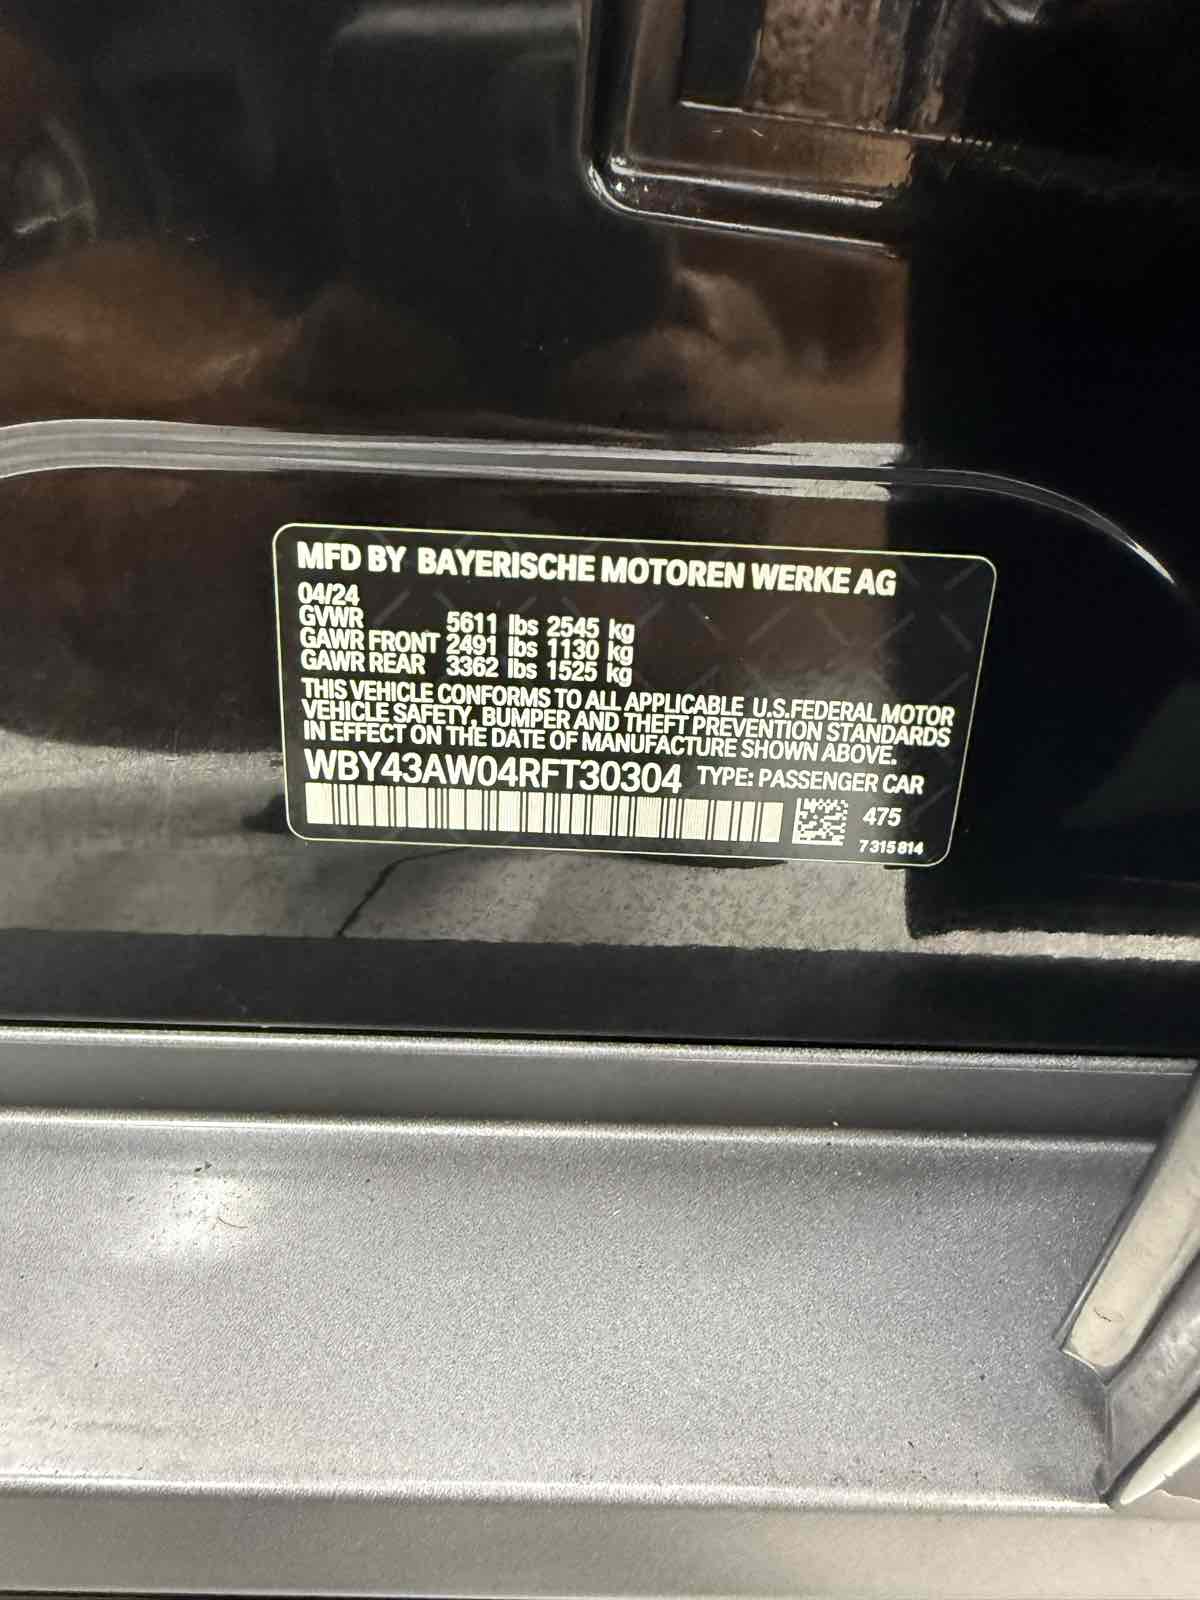 MFD BY BAYERISCHE MOTOREN WERKE AG
04/24
GVWR 5611 lbs 2545 kg
GAWR FRONT 2491 lbs 1130 kg
GAWR REAR 3362 lbs 1525 kg
THIS VEHICLE CONFORMS TO ALL APPLICABLE U.S.FEDERAL MOTOR
VEHICLE SAFETY, BUMPER AND THEFT PREVENTION STANDARDS
IN EFFECT ON THE DATE OF MANUFACTURE SHOWN ABOVE.
WBY43AW04RFT30304 TYPE: PASSENGER CAR
475
7 315 814